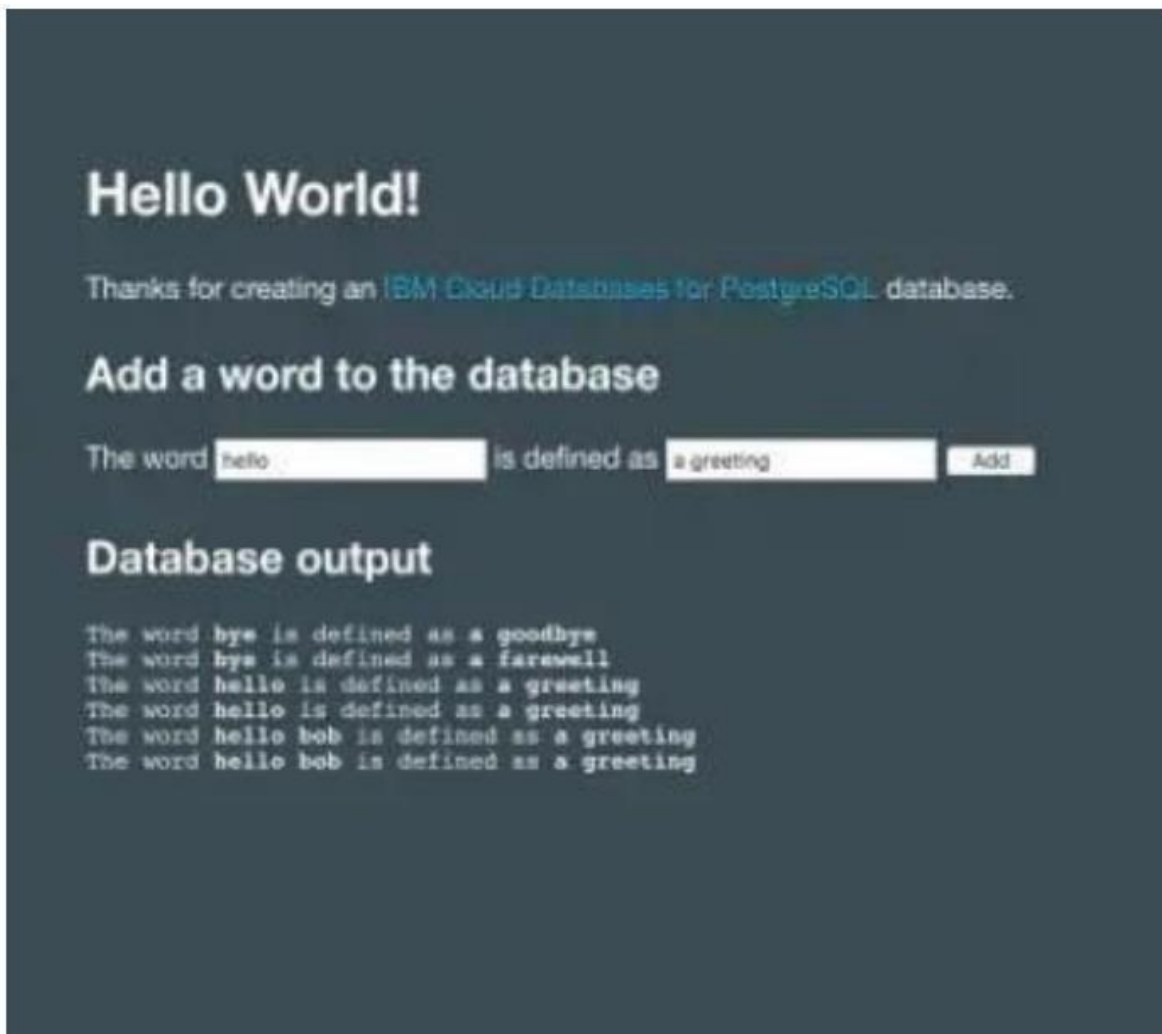 Hello World!
Thanks for creating an IBM Cloud Databases for PostgreSQL database.
Add a word to the database
The word hello is defined as a greeting Add
Database output
The word bye is defined as a goodbye
The word bye is defined as a farewell
The word hello is defined as a greeting
The word hello is defined as a greeting
The word hello bob is defined as a greeting
The word hello bob is defined as a greeting